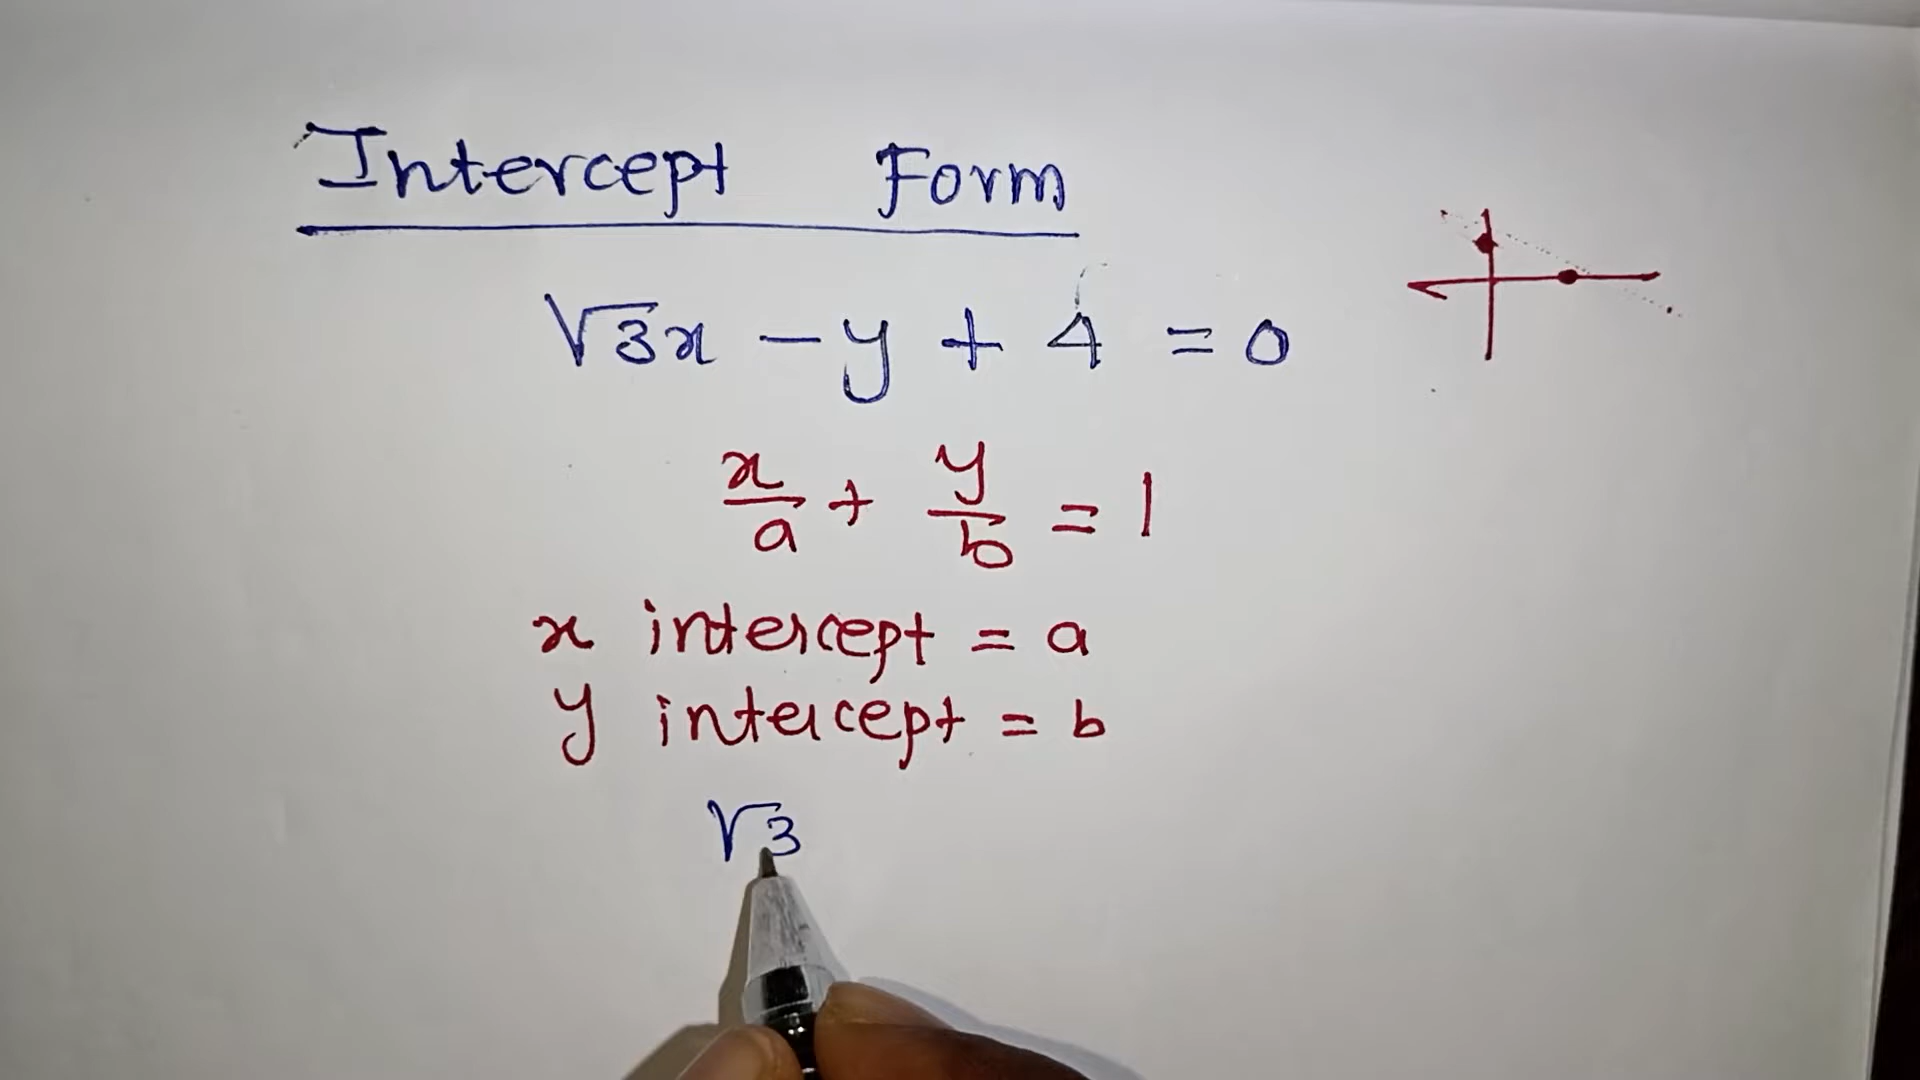 Intercept Form
√3x - y + 4 = 0
x/a + y/b = 1
x intercept = a
y intercept = b
√3